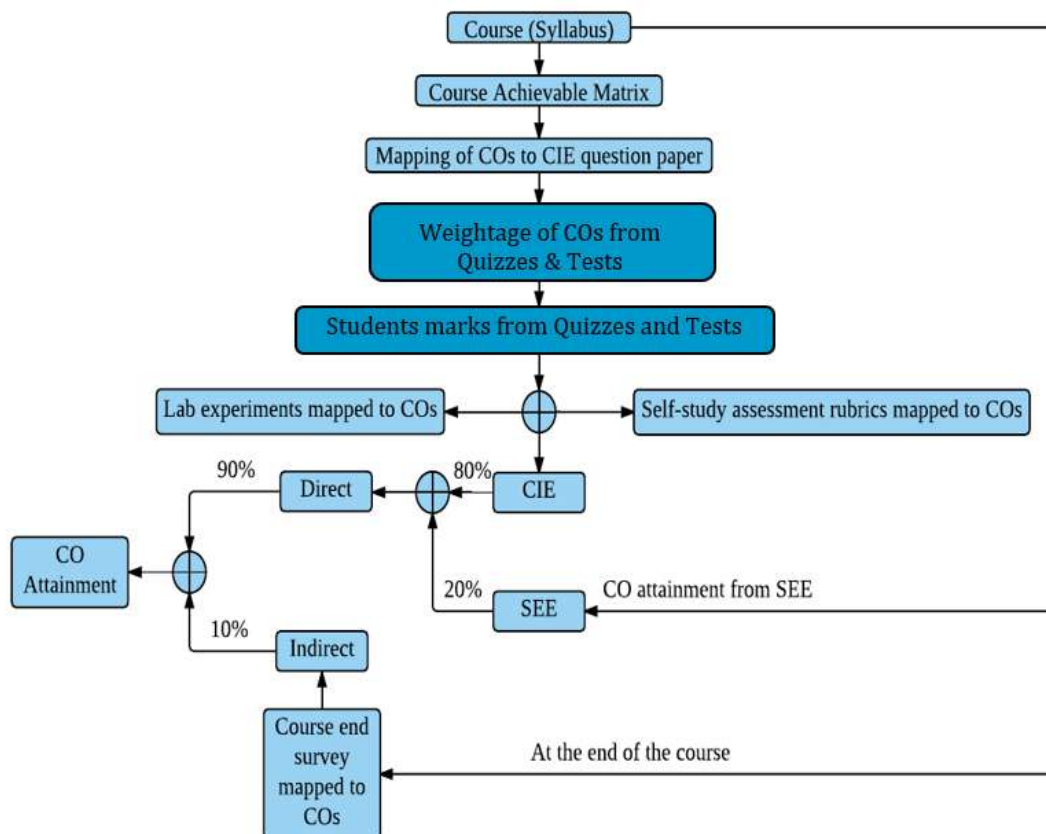 Course (Syllabus)
Course Achievable Matrix
Mapping of COs to CIE question paper
Weightage of COs from
Quizzes & Tests
Students marks from Quizzes and Tests
Lab experiments mapped to COs
Self-study assessment rubrics mapped to COs
90%
Direct
80%
CIE
CO
Attainment
20%
SEE
CO attainment from SEE
10%
Indirect
Course end
survey
mapped to
COs
At the end of the course